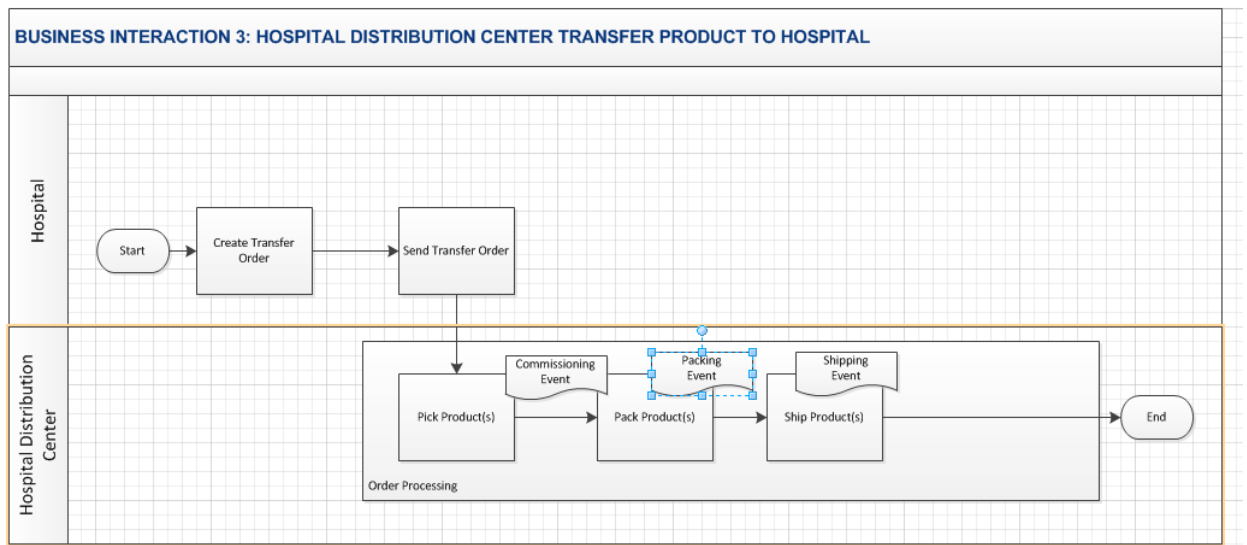 BUSINESS INTERACTION 3: HOSPITAL DISTRIBUTION CENTER TRANSFER PRODUCT TO HOSPITAL
Hospital
Start
Create Transfer
Order
Send Transfer Order
Hospital Distribution
Center
Commissioning
Event
Packing
Event
Shipping
Event
Pick Product(s)
Pack Product(s)
Ship Product(s)
End
Order Processing